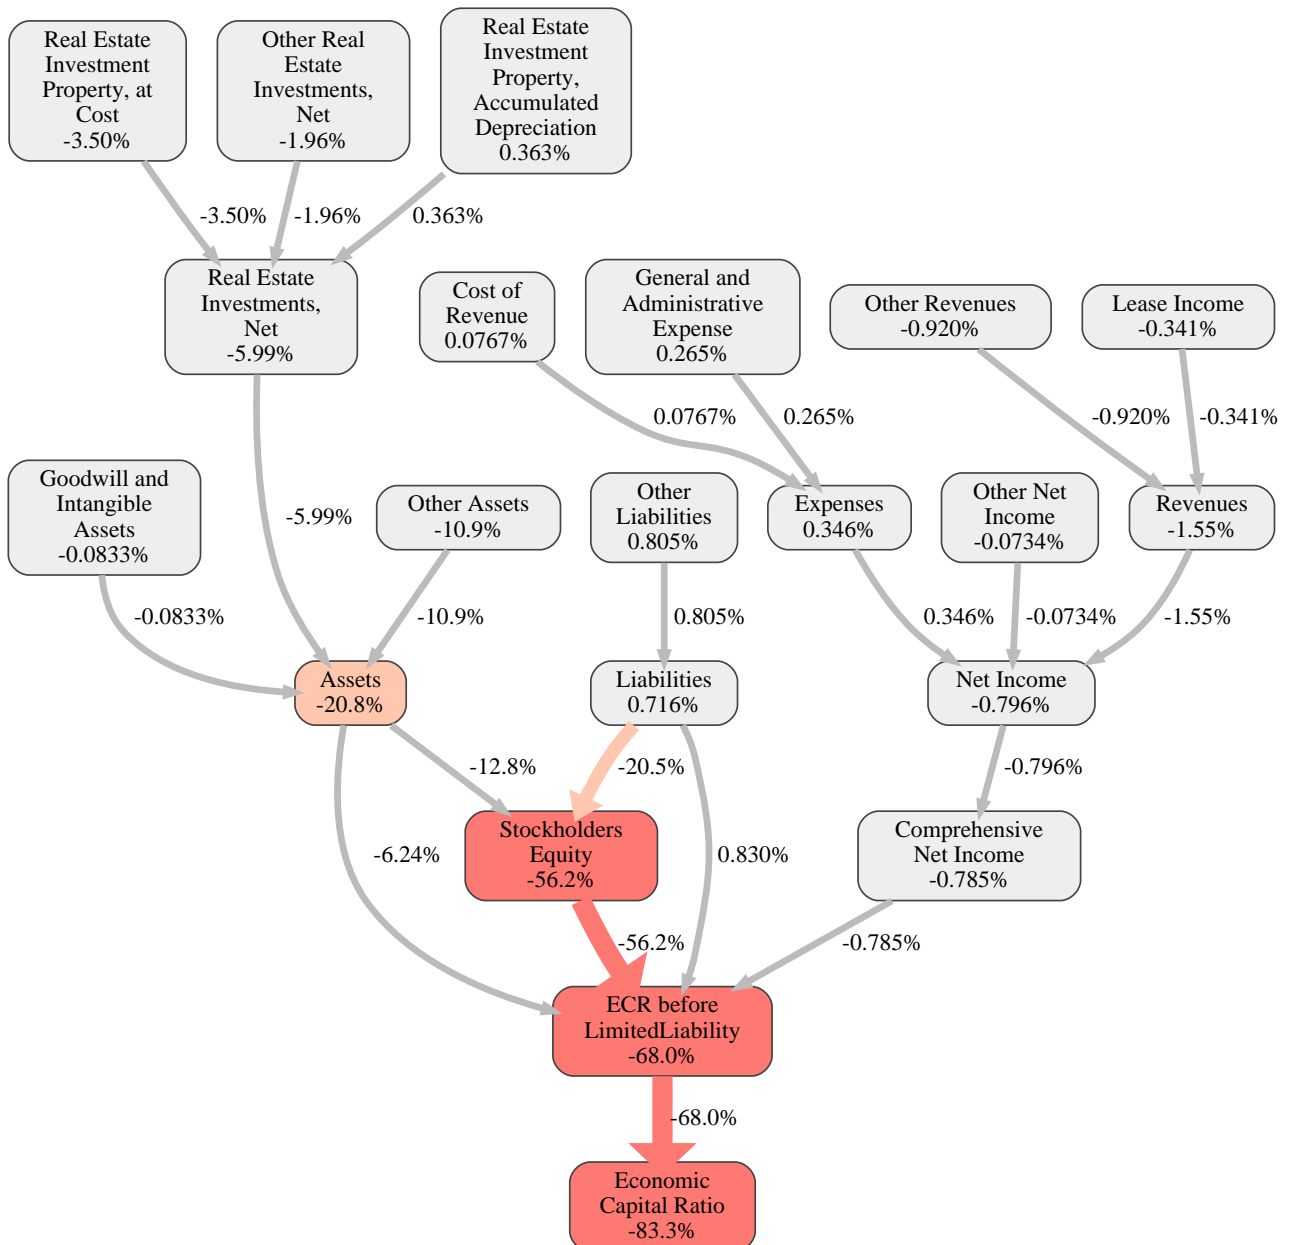 Real Estate
Investment
Property, at
Cost
-3.50%
Other Real
Estate
Investments,
Net
-1.96%
Real Estate
Investment
Property,
Accumulated
Depreciation
0.363%
-3.50%
-1.96%
0.363%
Real Estate
Investments,
Net
-5.99%
Cost of
Revenue
0.0767%
General and
Administrative
Expense
0.265%
Other Revenues
-0.920%
Lease Income
-0.341%
0.0767%
0.265%
-0.920%
-0.341%
Goodwill and
Intangible
Assets
-0.0833%
-5.99%
Other Assets
-10.9%
Other
Liabilities
0.805%
Expenses
0.346%
Other Net
Income
-0.0734%
Revenues
-1.55%
-0.0833%
-10.9%
0.805%
0.346%
-0.0734%
-1.55%
Assets
-20.8%
Liabilities
0.716%
Net Income
-0.796%
-12.8%
-20.5%
-0.796%
-6.24%
Stockholders
Equity
-56.2%
0.830%
Comprehensive
Net Income
-0.785%
-56.2%
-0.785%
ECR before
LimitedLiability
-68.0%
-68.0%
Economic
Capital Ratio
-83.3%